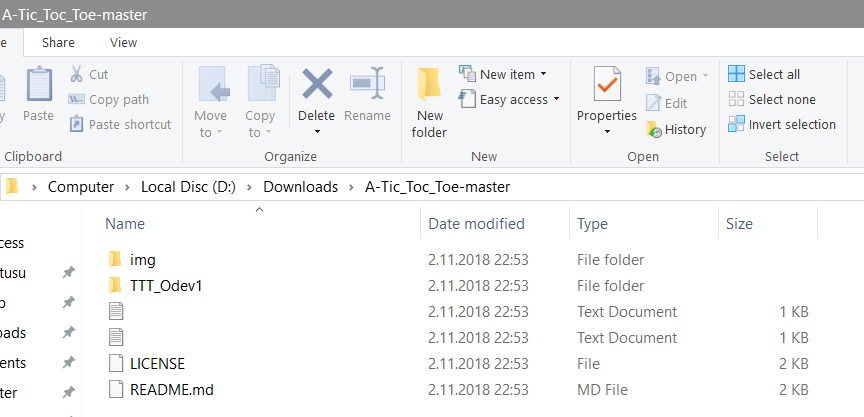 A-Tic_Toc_Toe-master
e Share View
y Paste Cut Copy path Paste shortcut
Move to Copy to Delete Rename
New folder New item Easy access
Properties Open Edit History
Select all Select none Invert selection
Clipboard Organize New Open Select
Computer Local Disc (D:) Downloads A-Tic_Toc_Toe-master
Name Date modified Type Size
cess
img 2.11.2018 22:53 File folder
tusu TTT_Odev1 2.11.2018 22:53 File folder
p 2.11.2018 22:53 Text Document 1 KB
oads 2.11.2018 22:53 Text Document 1 KB
ents LICENSE 2.11.2018 22:53 File 2 KB
ter README.md 2.11.2018 22:53 MD File 2 KB